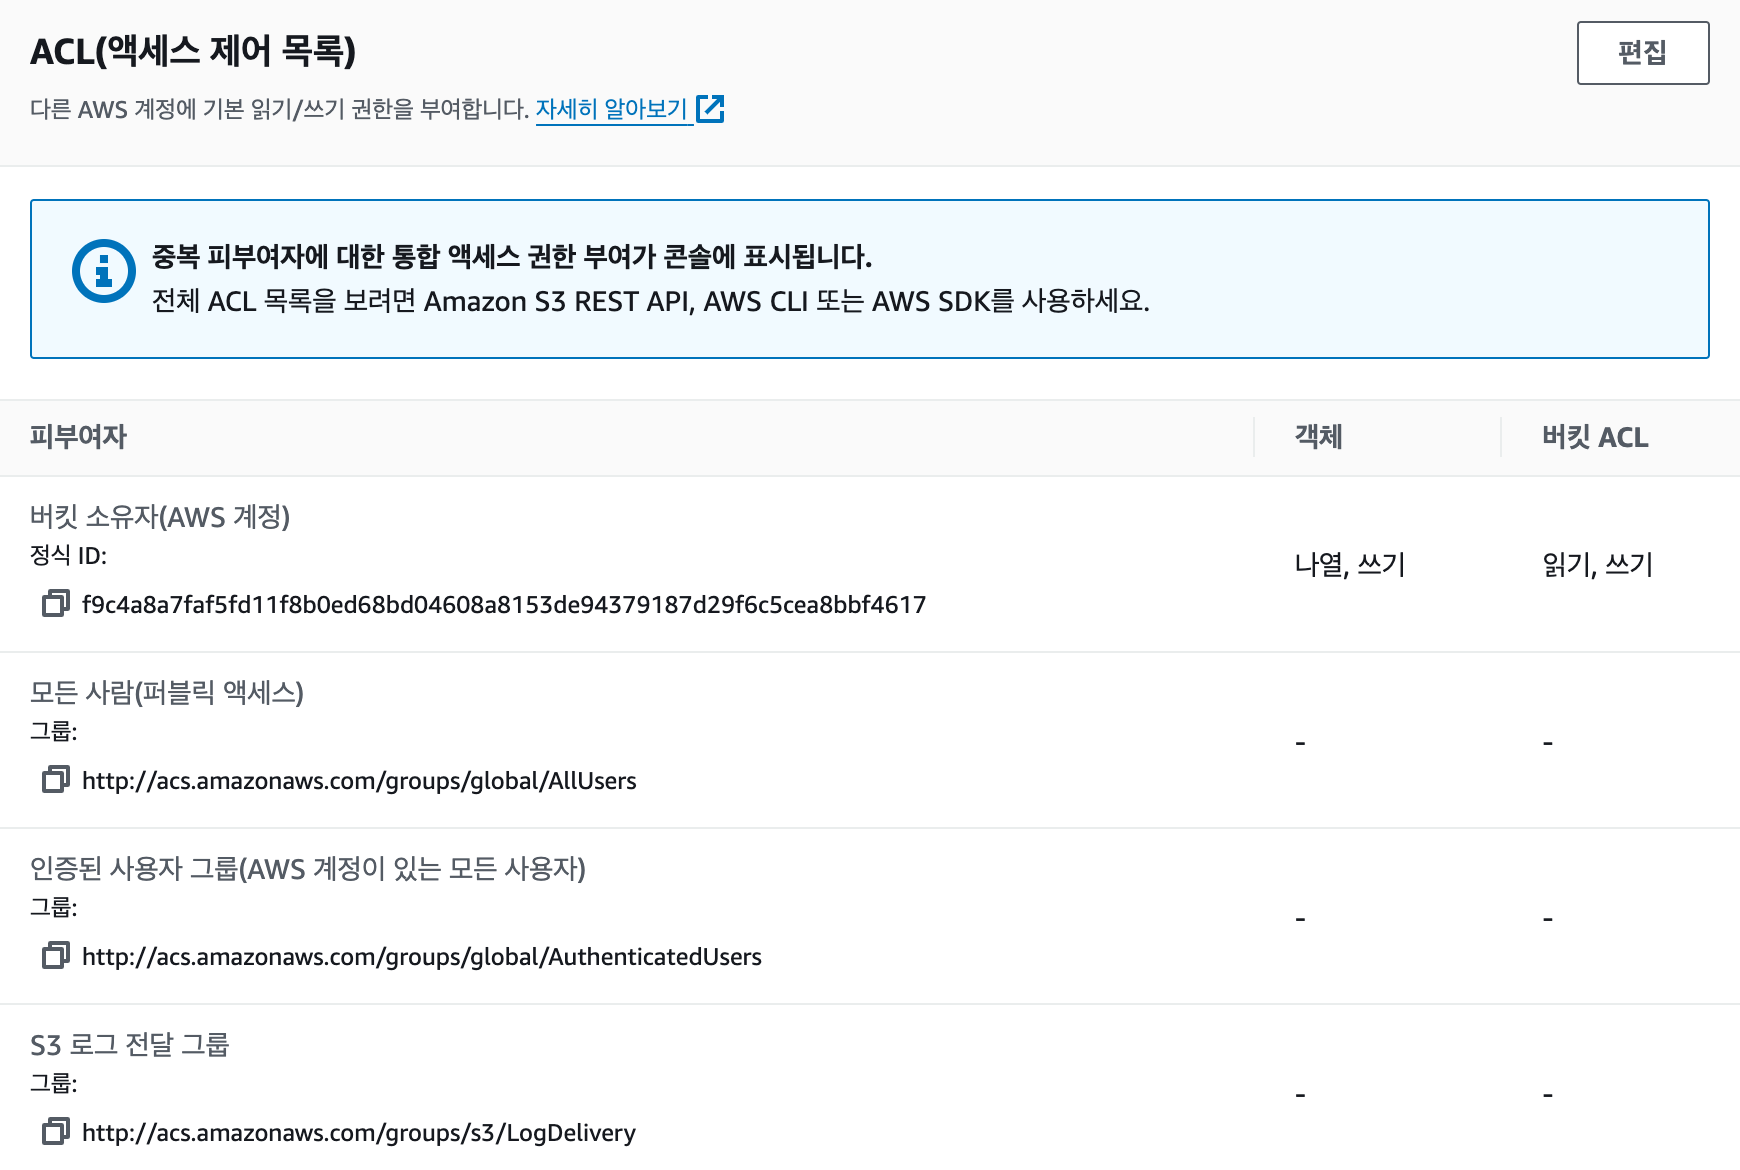 ACL(액세스 제어 목록)
편집
다른 AWS 계정에 기본 읽기/쓰기 권한을 부여합니다. 자세히 알아보기
중복 피부여자에 대한 통합 액세스 권한 부여가 콘솔에 표시됩니다.
전체 ACL 목록을 보려면 Amazon S3 REST API, AWS CLI 또는 AWS SDK를 사용하세요.
피부여자 객체 버킷 ACL
버킷 소유자(AWS 계정)
정식 ID:
나열, 쓰기 읽기, 쓰기
f9c4a8a7faf5fd11f8b0ed68bd04608a8153de94379187d29f6c5cea8bbf4617
모든 사람(퍼블릭 액세스)
그룹:
- -
http://acs.amazonaws.com/groups/global/AllUsers
인증된 사용자 그룹(AWS 계정이 있는 모든 사용자)
그룹:
- -
http://acs.amazonaws.com/groups/global/AuthenticatedUsers
S3 로그 전달 그룹
그룹:
- -
http://acs.amazonaws.com/groups/s3/LogDelivery